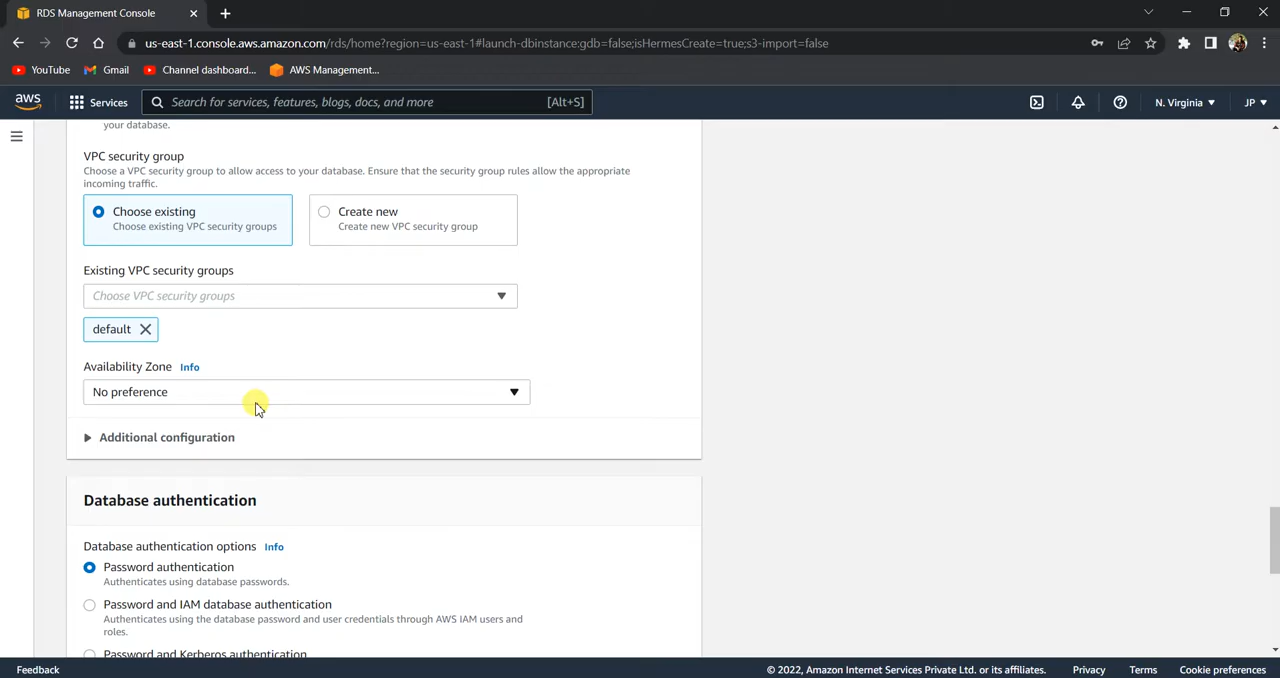 RDS Management Console
us-east-1.console.aws.amazon.com/rds/home?region=us-east-1#launch-dbinstance:gdb=false;isHermesCreate=true;s3-import=false
YouTube
Gmail
Channel dashboard...
AWS Management...
aws
Services
Search for services, features, blogs, docs, and more
[Alt+S]
N. Virginia
JP
your database.
VPC security group
Choose a VPC security group to allow access to your database. Ensure that the security group rules allow the appropriate
incoming traffic.
Choose existing
Choose existing VPC security groups
Create new
Create new VPC security group
Existing VPC security groups
Choose VPC security groups
default
Availability Zone Info
No preference
Additional configuration
Database authentication
Database authentication options Info
Password authentication
Authenticates using database passwords.
Password and IAM database authentication
Authenticates using the database password and user credentials through AWS IAM users and
roles.
Password and Kerberos authentication
Feedback
© 2022, Amazon Internet Services Private Ltd. or its affiliates.
Privacy
Terms
Cookie preferences